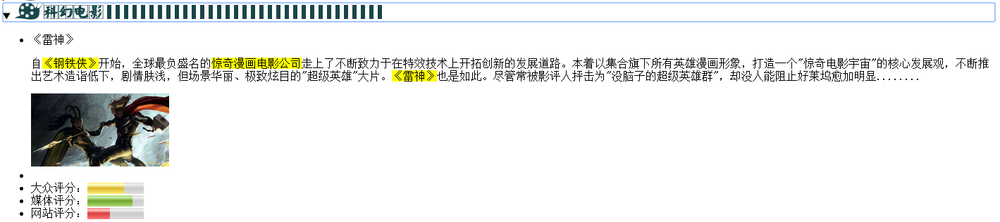 科幻电影
《雷神》
自《钢铁侠》开始，全球最负盛名的惊奇漫画电影公司走上了不断致力于在特效技术上开拓创新的发展道路。本着以集合旗下所有英雄漫画形象，打造一个"惊奇电影宇宙"的核心发展观，不断推
出艺术造诣低下，剧情肤浅，但场景华丽、极致炫目的"超级英雄"大片。《雷神》也是如此。尽管常被影评人抨击为"没脑子的超级英雄群"，却没人能阻止好莱坞愈加明显........
大众评分：
媒体评分：
网站评分：